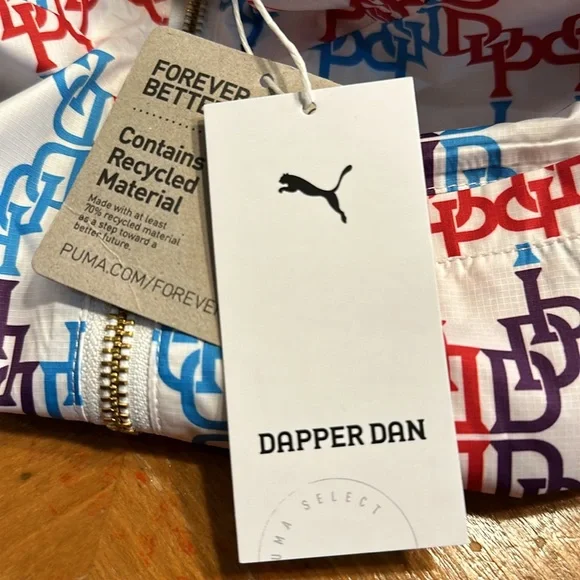 FOREVER
BETTER
Contains
Recycled
Material
Made with at least
70% recycled material
as a step toward a
better future.
PUMA.COM/FOREVER
DAPPER DAN
PUMA SELECT